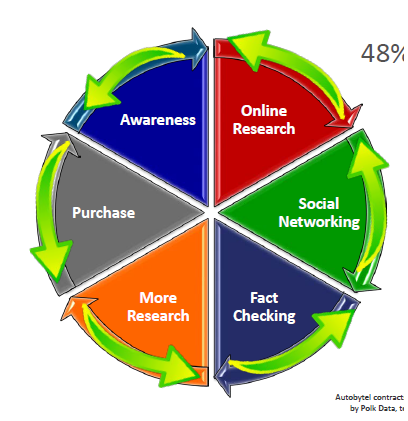 48%
Awareness
Online
Research
Social
Networking
Purchase
More
Research
Fact
Checking
Autobytel contract
by Polk Data, t